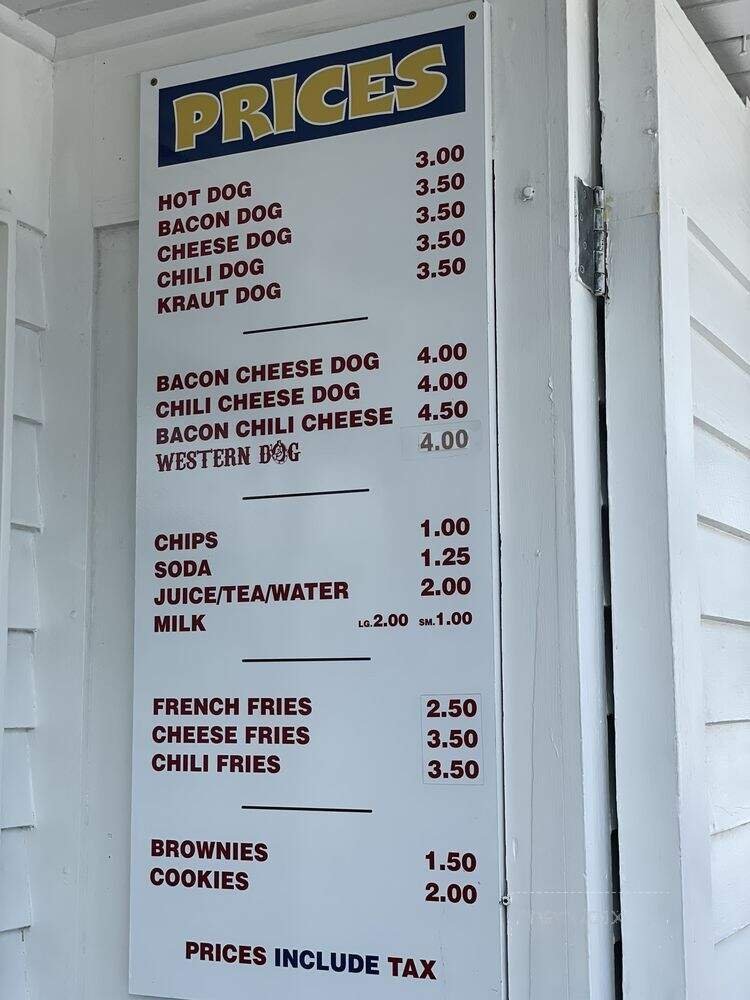 PRICES
HOT DOG 3.00
BACON DOG 3.50
CHEESE DOG 3.50
CHILI DOG 3.50
KRAUT DOG 3.50
BACON CHEESE DOG 4.00
CHILI CHEESE DOG 4.00
BACON CHILI CHEESE 4.50
WESTERN DOG 4.00
CHIPS 1.00
SODA 1.25
JUICE/TEA/WATER 2.00
MILK LG.2.00 SM.1.00
FRENCH FRIES 2.50
CHEESE FRIES 3.50
CHILI FRIES 3.50
BROWNIES 1.50
COOKIES 2.00
PRICES INCLUDE TAX